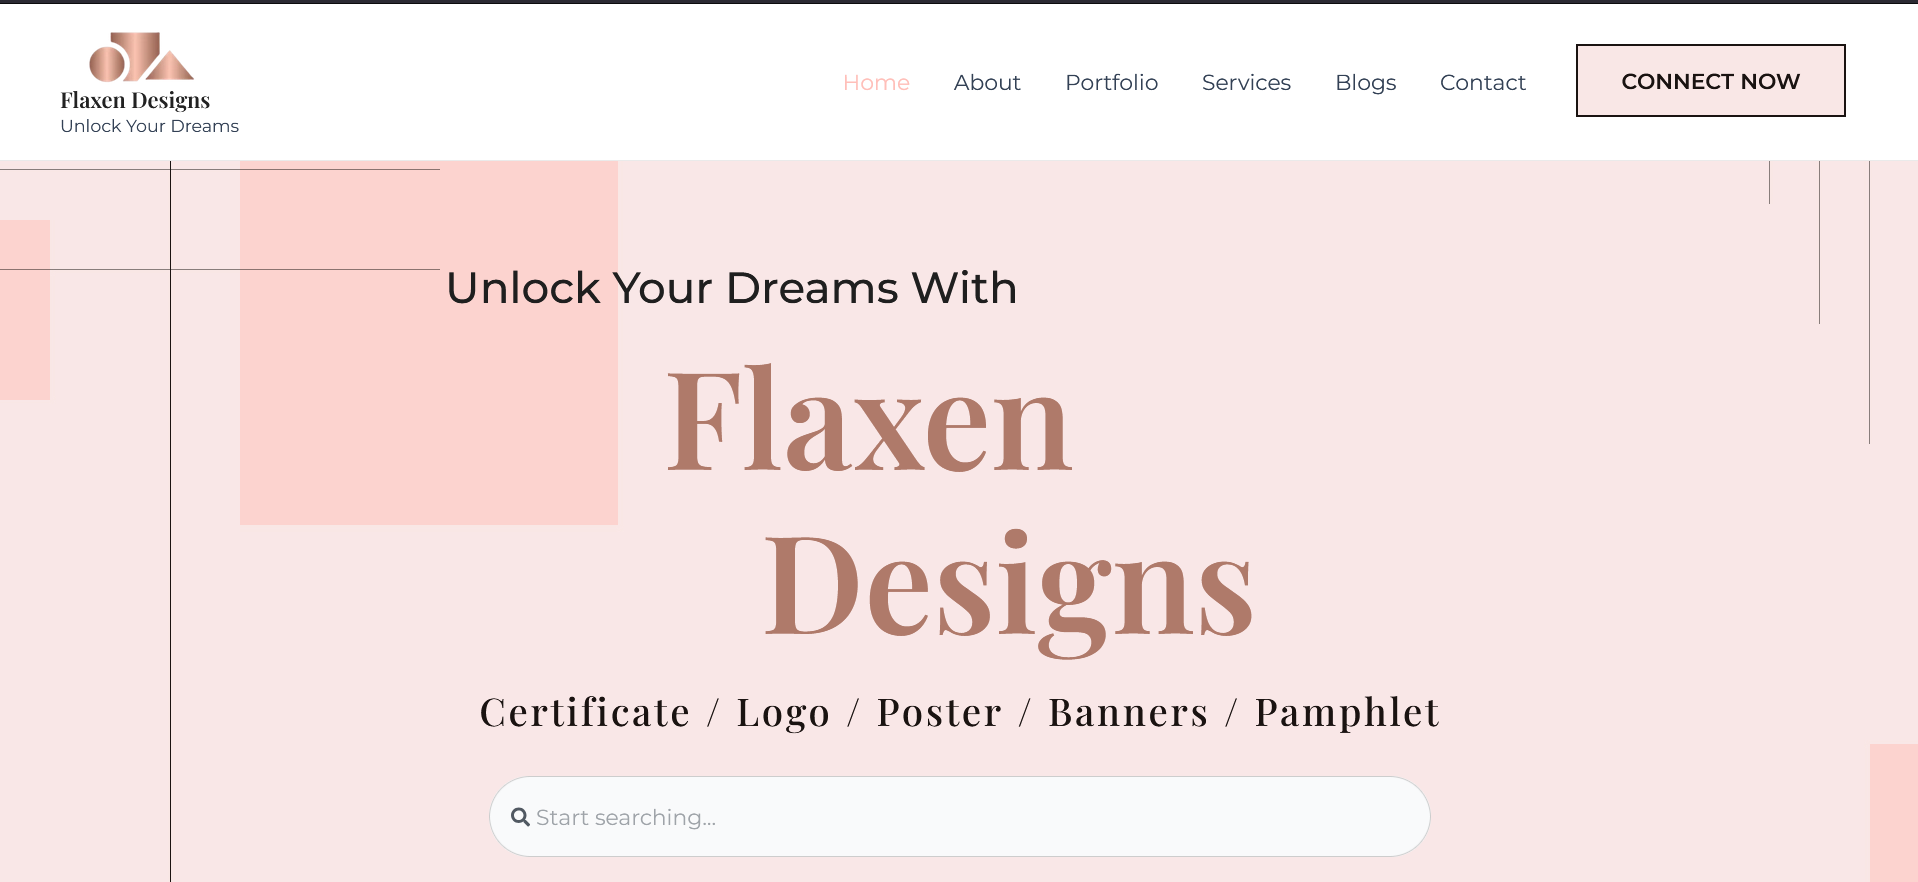 Flaxen Designs
Unlock Your Dreams
Home About Portfolio Services Blogs Contact CONNECT NOW
Unlock Your Dreams With
Flaxen
Designs
Certificate / Logo / Poster / Banners / Pamphlet
Start searching...